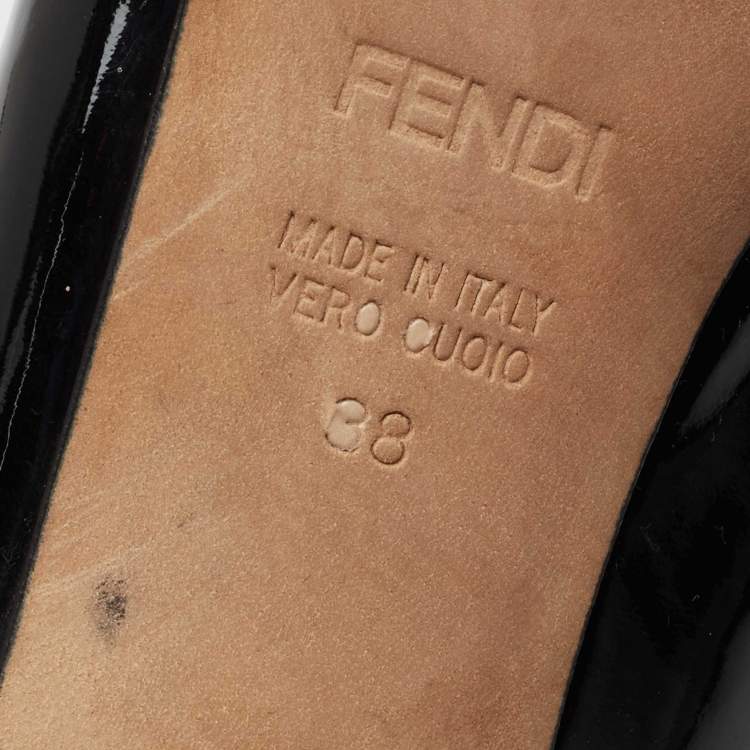 FENDI
MADE IN ITALY
VERO CUOIO
38